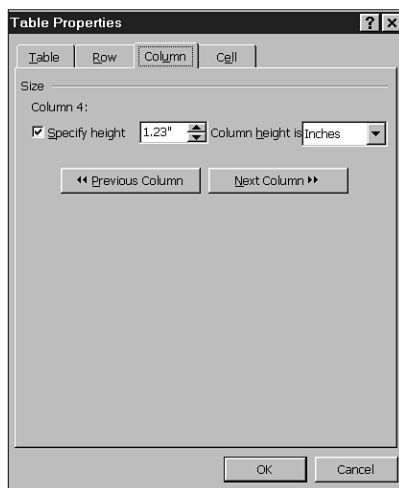 Table Properties
Table Row Column Cell
Size
Column 4:
Specify height 1.23" Column height is Inches
Previous Column Next Column
OK Cancel